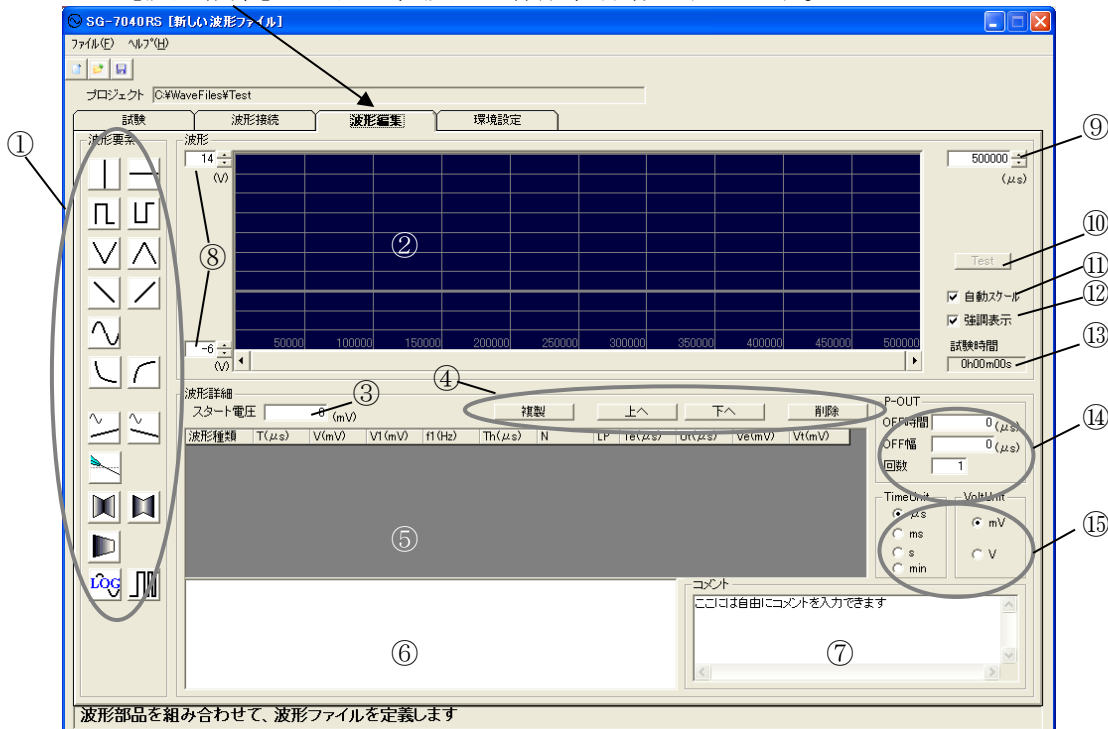 SG-7040RS [新しい波形ファイル]
ファイル(F) ヘルプ(H)
プロジェクト C:¥WaveFiles¥Test
試験 波形接続 波形編集 環境設定
①
波形要素
波形
14
(V)
②
⑧
-6
(V)
50000 100000 150000 200000 250000 300000 350000 400000 450000 500000
⑨
500000
(μs)
⑩
Test
⑪
自動スケール
⑫
強調表示
⑬
試験時間
0h00m00s
波形詳細
スタート電圧 0 (mV)
③
④
複製 上へ 下へ 削除
波形種類 T(μs) V(mV) V1(mV) f1(Hz) Th(μs) N LP Te(μs) Ut(μs) Ve(mV) Vt(mV)
⑤
P-OUT
OFF時間 0 (μs)
OFF幅 0 (μs)
回数 1
⑭
TimeUnit
μs
ms
s
min
VoltUnit
mV
V
⑮
LOG
⑥
コメント
ここには自由にコメントを入力できます
⑦
波形部品を組み合わせて、波形ファイルを定義します